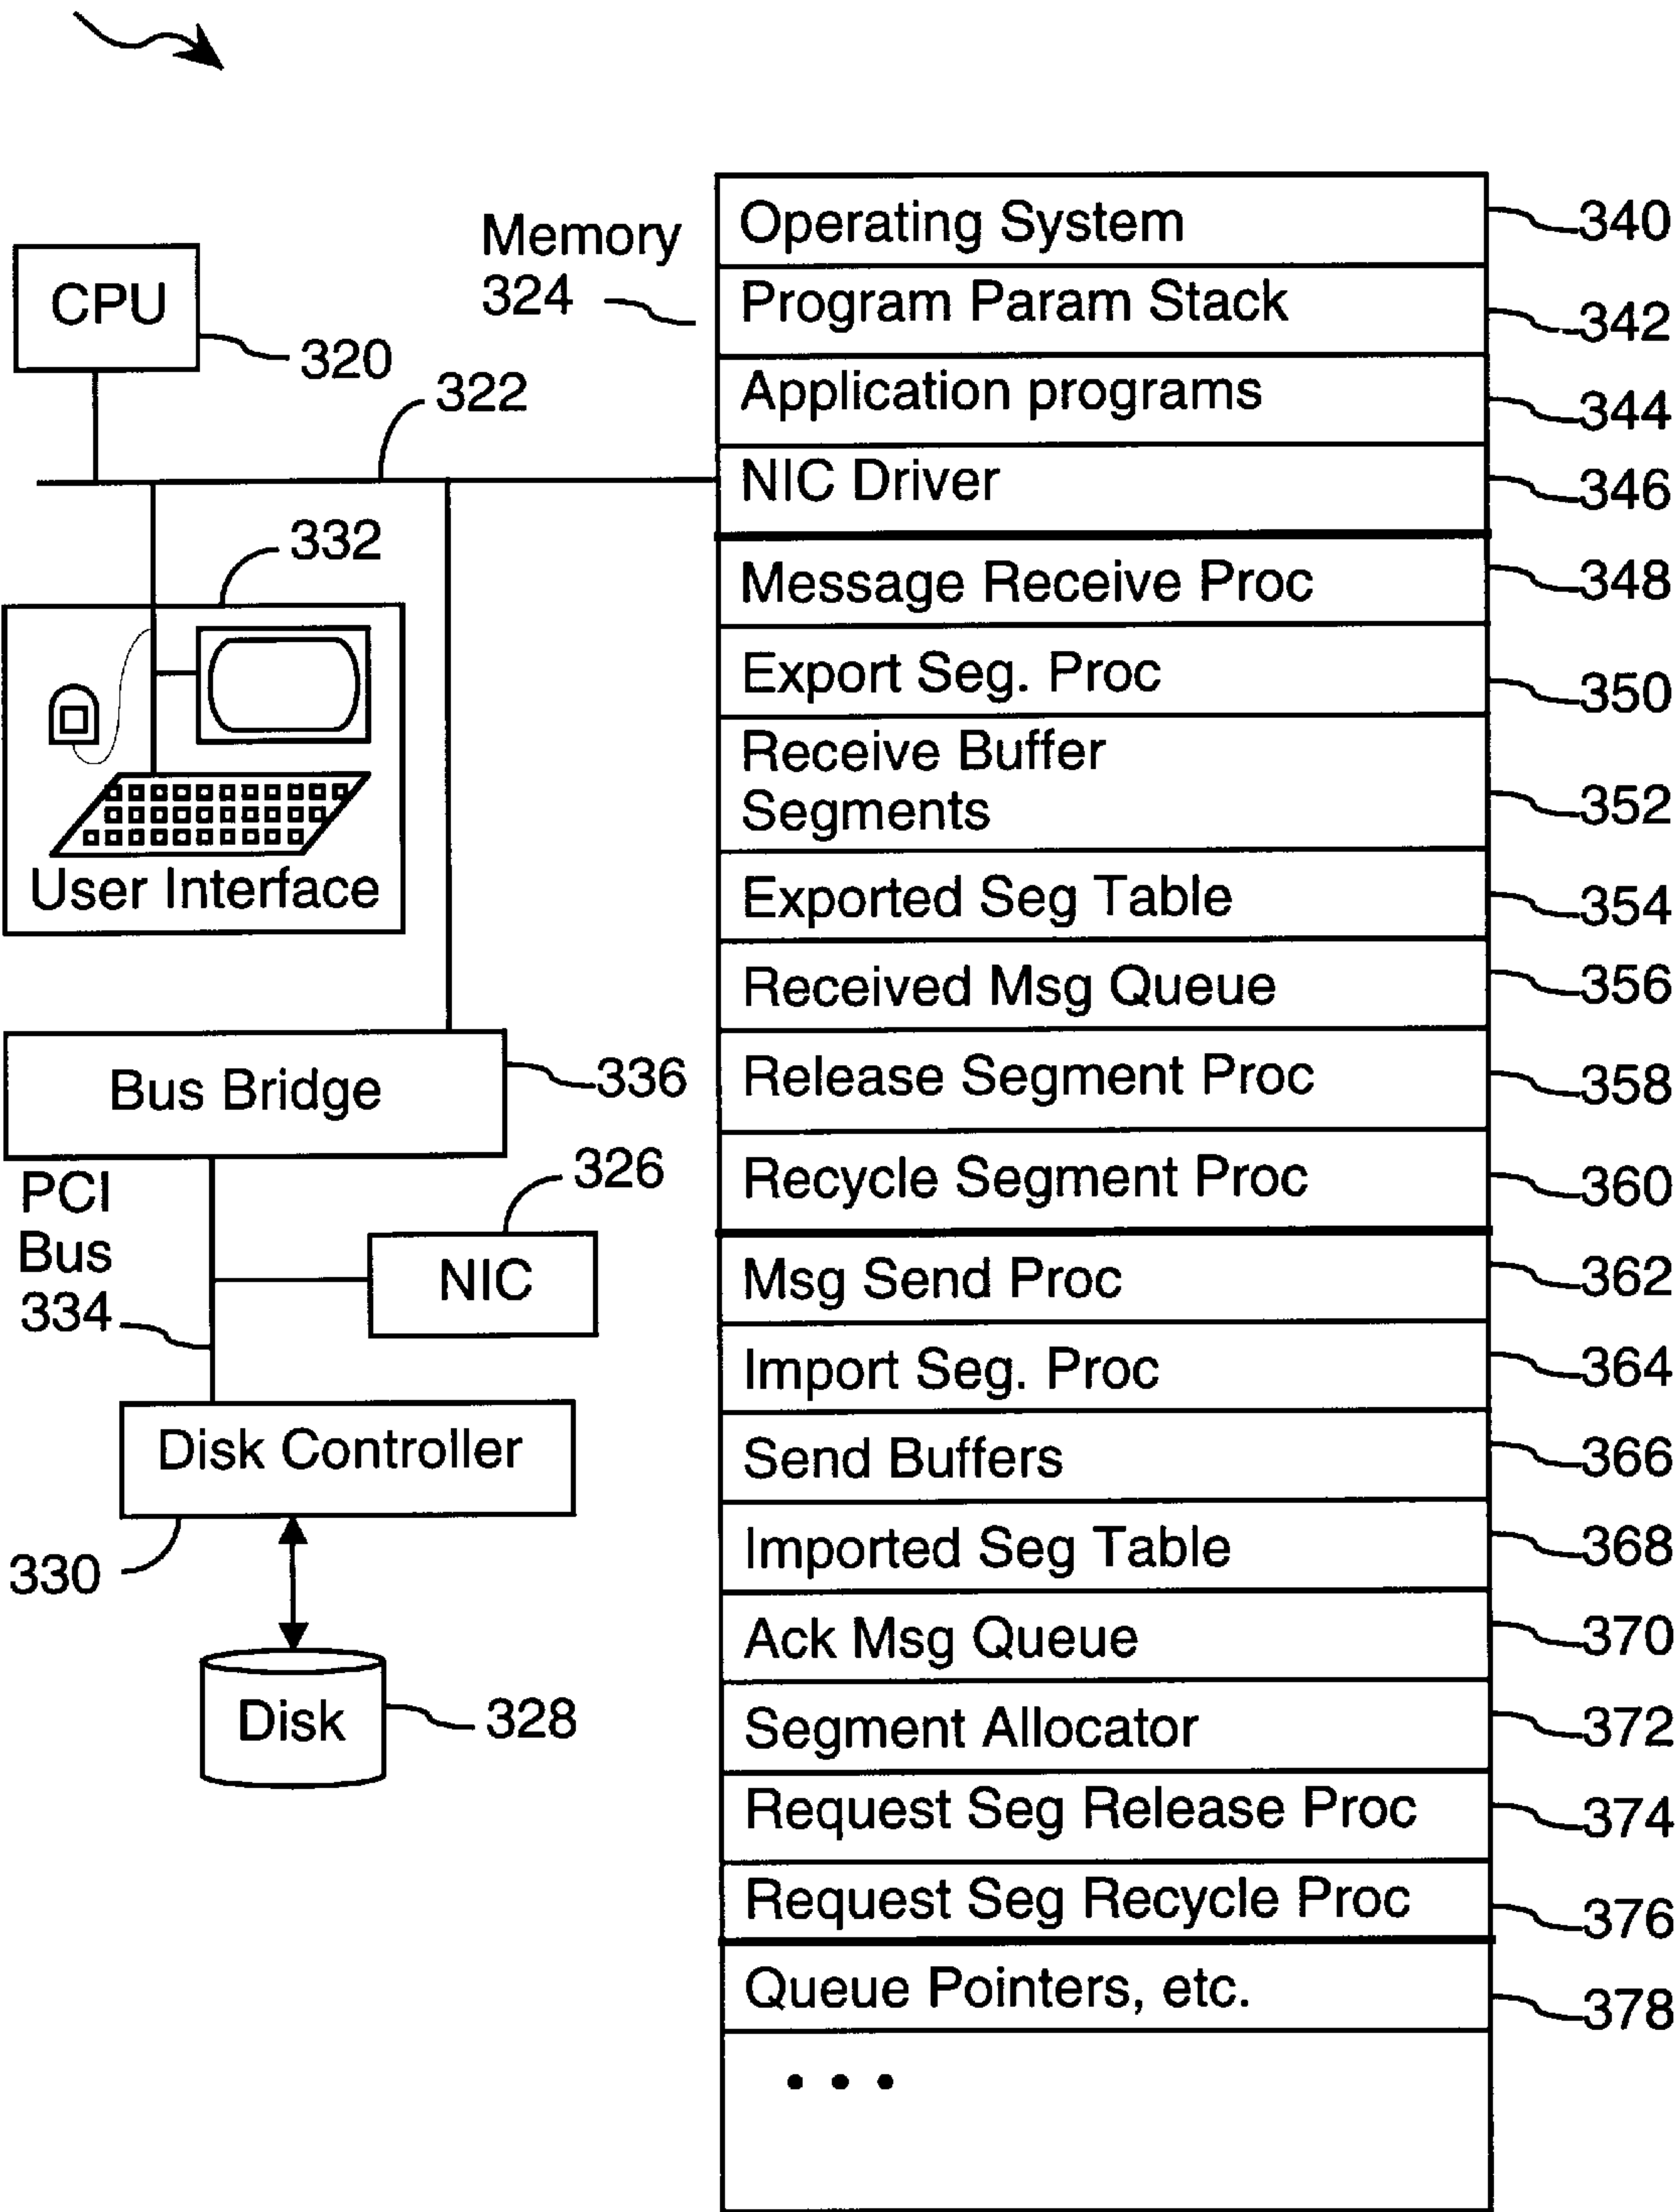 CPU
320
322
Memory
324
332
User Interface
Bus Bridge
336
PCI
Bus
334
326
NIC
Disk Controller
330
Disk
328
Operating System
340
Program Param Stack
342
Application programs
344
NIC Driver
346
Message Receive Proc
348
Export Seg. Proc
350
Receive Buffer
Segments
352
Exported Seg Table
354
Received Msg Queue
356
Release Segment Proc
358
Recycle Segment Proc
360
Msg Send Proc
362
Import Seg. Proc
364
Send Buffers
366
Imported Seg Table
368
Ack Msg Queue
370
Segment Allocator
372
Request Seg Release Proc
374
Request Seg Recycle Proc
376
Queue Pointers, etc.
378
• • •